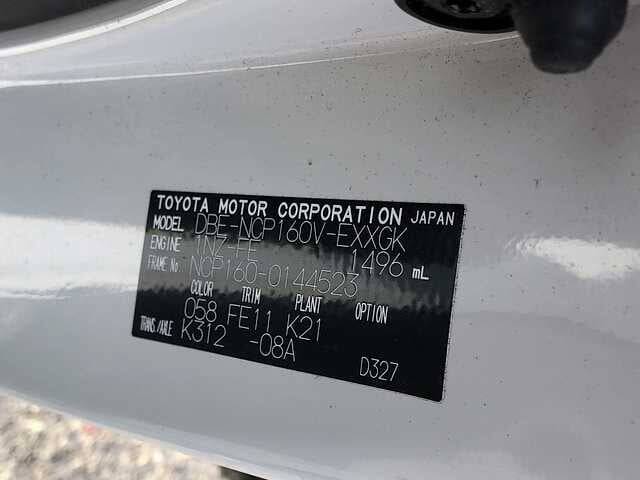 TOYOTA MOTOR CORPORATION JAPAN
MODEL DBE-NCP160V-EXXGK
ENGINE 1NZ-FE 1496 mL
FRAME No NCP160-0144523
COLOR TRIM PLANT OPTION
058 FE11 K21
TRANS./AXLE K312 -08A
D327